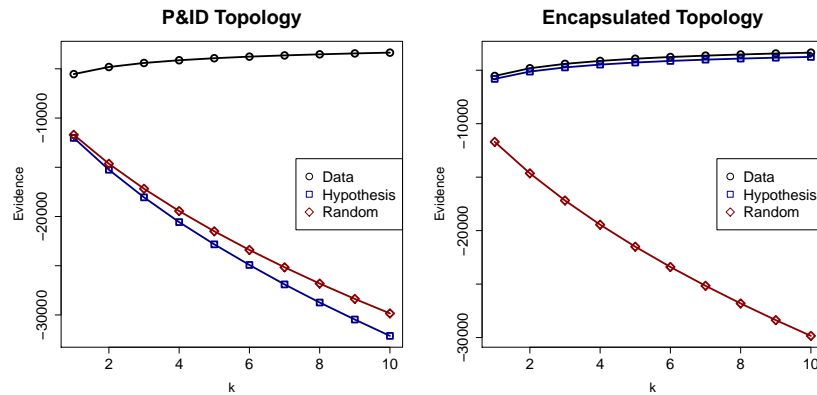 P&ID Topology
Evidence
-10000
-20000
-30000
Data
Hypothesis
Random
2 4 6 8 10
k
Encapsulated Topology
Evidence
-10000
-20000
-30000
Data
Hypothesis
Random
2 4 6 8 10
k